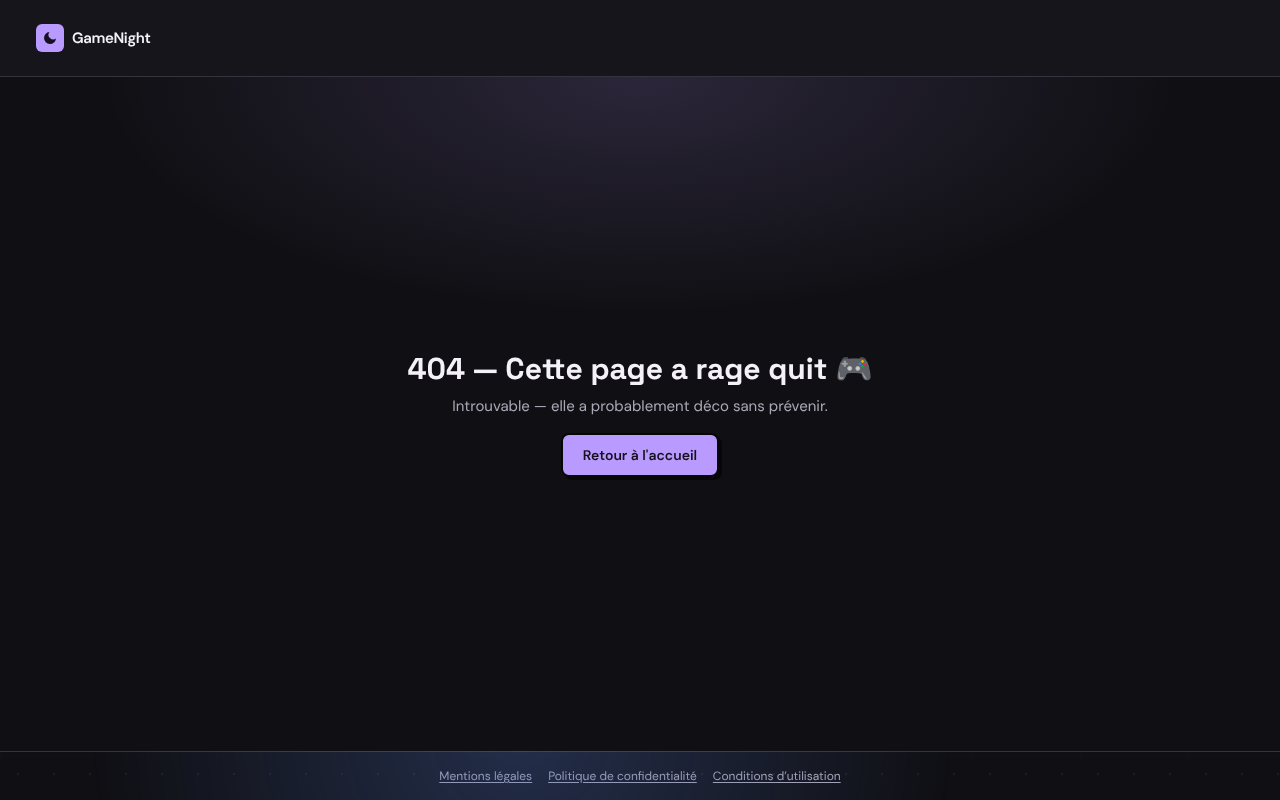 GameNight
404 — Cette page a rage quit 🎮
Introuvable — elle a probablement déco sans prévenir.
Retour à l'accueil
Mentions légales Politique de confidentialité Conditions d'utilisation